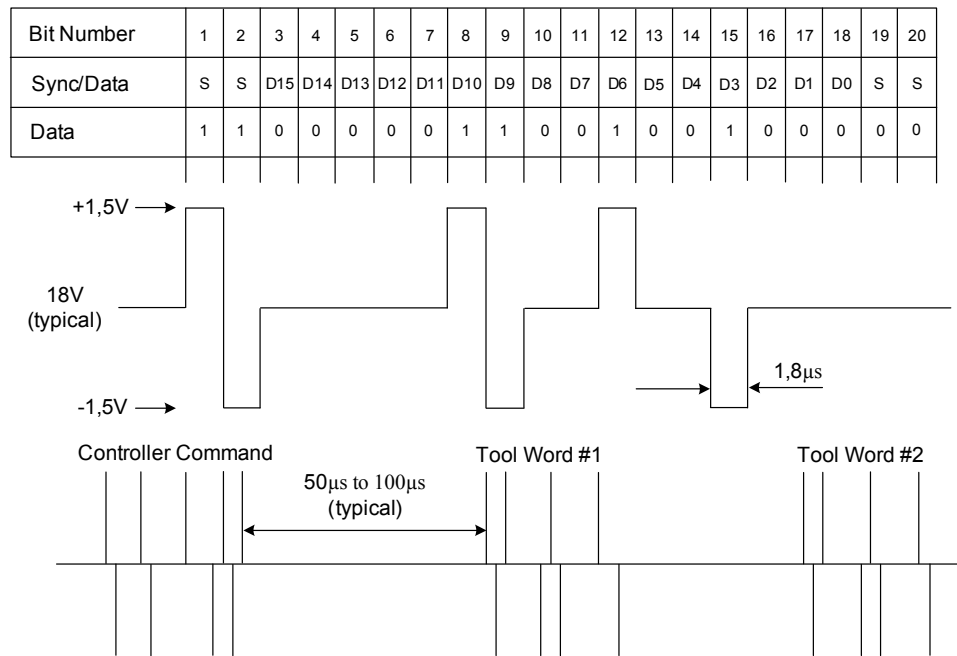 Bit Number 1 2 3 4 5 6 7 8 9 10 11 12 13 14 15 16 17 18 19 20
Sync/Data S S D15 D14 D13 D12 D11 D10 D9 D8 D7 D6 D5 D4 D3 D2 D1 D0 S S
Data 1 1 0 0 0 0 0 1 1 0 0 1 0 0 1 0 0 0 0 0
+1,5V
18V
(typical)
1,8µs
-1,5V
Controller Command
Tool Word #1
Tool Word #2
50µs to 100µs
(typical)